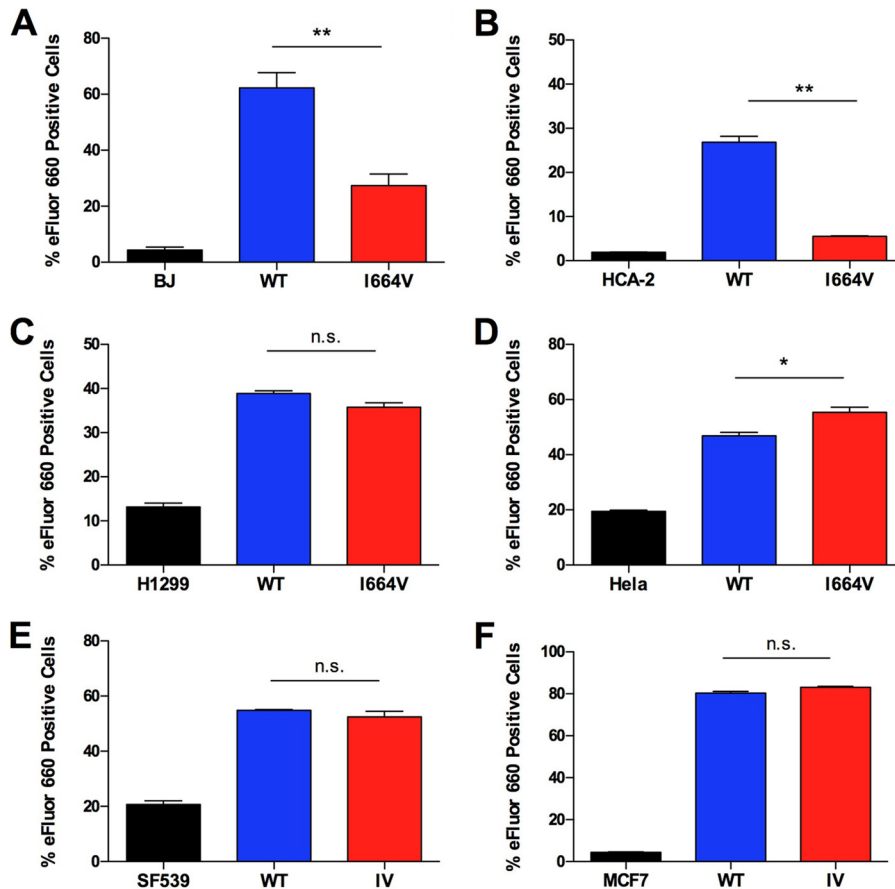 A
% eFluor 660 Positive Cells
80
60
40
20
0
**
BJ WT I664V
B
% eFluor 660 Positive Cells
50
40
30
20
10
0
**
HCA-2 WT I664V
C
% eFluor 660 Positive Cells
50
40
30
20
10
0
n.s.
H1299 WT I664V
D
% eFluor 660 Positive Cells
80
60
40
20
0
*
Hela WT I664V
E
% eFluor 660 Positive Cells
80
60
40
20
0
n.s.
SF539 WT IV
F
% eFluor 660 Positive Cells
100
80
60
40
20
0
n.s.
MCF7 WT IV